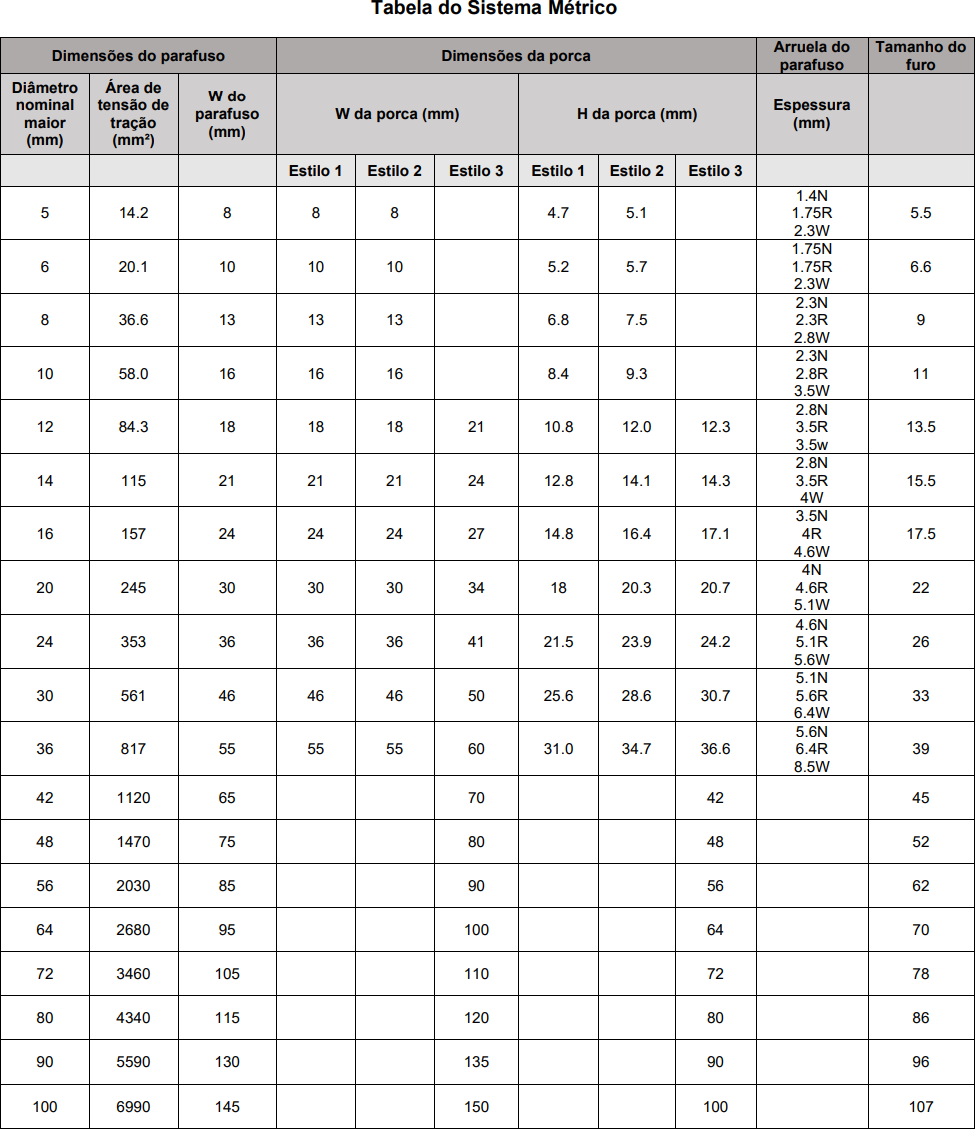 Tabela do Sistema Métrico
Dimensões do parafuso Dimensões da porca Arruela do parafuso Tamanho do furo
Diâmetro nominal maior (mm) Área de tensão de tração (mm²) W do parafuso (mm) W da porca (mm) H da porca (mm) Espessura (mm)
Estilo 1 Estilo 2 Estilo 3 Estilo 1 Estilo 2 Estilo 3
5 14.2 8 8 8 4.7 5.1 1.4N 1.75R 2.3W 5.5
6 20.1 10 10 10 5.2 5.7 1.75N 1.75R 2.3W 6.6
8 36.6 13 13 13 6.8 7.5 2.3N 2.3R 2.8W 9
10 58.0 16 16 16 8.4 9.3 2.3N 2.8R 3.5W 11
12 84.3 18 18 18 21 10.8 12.0 12.3 2.8N 3.5R 3.5w 13.5
14 115 21 21 21 24 12.8 14.1 14.3 2.8N 3.5R 4W 15.5
16 157 24 24 24 27 14.8 16.4 17.1 3.5N 4R 4.6W 17.5
20 245 30 30 30 34 18 20.3 20.7 4N 4.6R 5.1W 22
24 353 36 36 36 41 21.5 23.9 24.2 4.6N 5.1R 5.6W 26
30 561 46 46 46 50 25.6 28.6 30.7 5.1N 5.6R 6.4W 33
36 817 55 55 55 60 31.0 34.7 36.6 5.6N 6.4R 8.5W 39
42 1120 65 70 42 45
48 1470 75 80 48 52
56 2030 85 90 56 62
64 2680 95 100 64 70
72 3460 105 110 72 78
80 4340 115 120 80 86
90 5590 130 135 90 96
100 6990 145 150 100 107